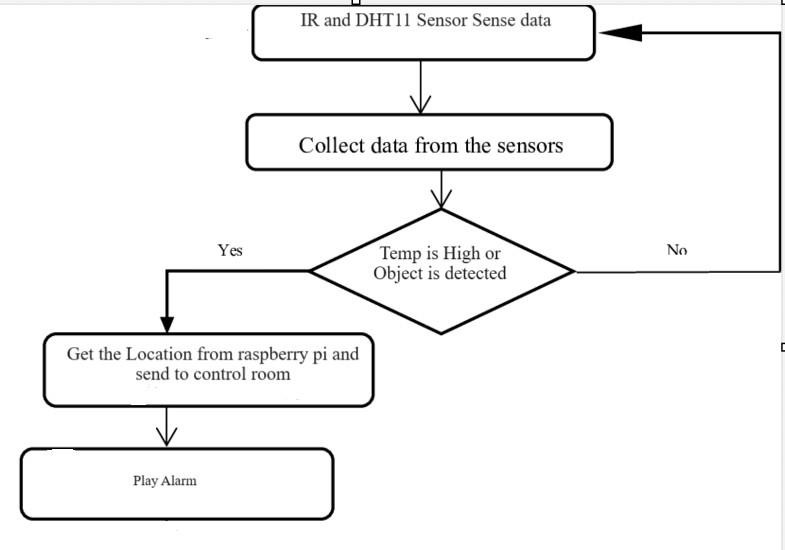 IR and DHT11 Sensor Sense data
Collect data from the sensors
Temp is High or
Object is detected
Yes
No
Get the Location from raspberry pi and
send to control room
Play Alarm